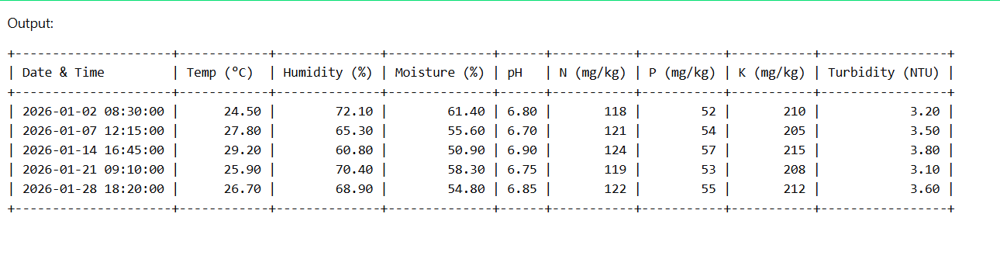 Output:
+---------------------+------------+--------------+--------------+------+-----------+-----------+-----------+-----------------+
| Date & Time         | Temp (°C)  | Humidity (%) | Moisture (%) | pH   | N (mg/kg) | P (mg/kg) | K (mg/kg) | Turbidity (NTU) |
+---------------------+------------+--------------+--------------+------+-----------+-----------+-----------+-----------------+
| 2026-01-02 08:30:00 |      24.50 |        72.10 |        61.40 | 6.80 |       118 |        52 |       210 |            3.20 |
| 2026-01-07 12:15:00 |      27.80 |        65.30 |        55.60 | 6.70 |       121 |        54 |       205 |            3.50 |
| 2026-01-14 16:45:00 |      29.20 |        60.80 |        50.90 | 6.90 |       124 |        57 |       215 |            3.80 |
| 2026-01-21 09:10:00 |      25.90 |        70.40 |        58.30 | 6.75 |       119 |        53 |       208 |            3.10 |
| 2026-01-28 18:20:00 |      26.70 |        68.90 |        54.80 | 6.85 |       122 |        55 |       212 |            3.60 |
+---------------------+------------+--------------+--------------+------+-----------+-----------+-----------+-----------------+